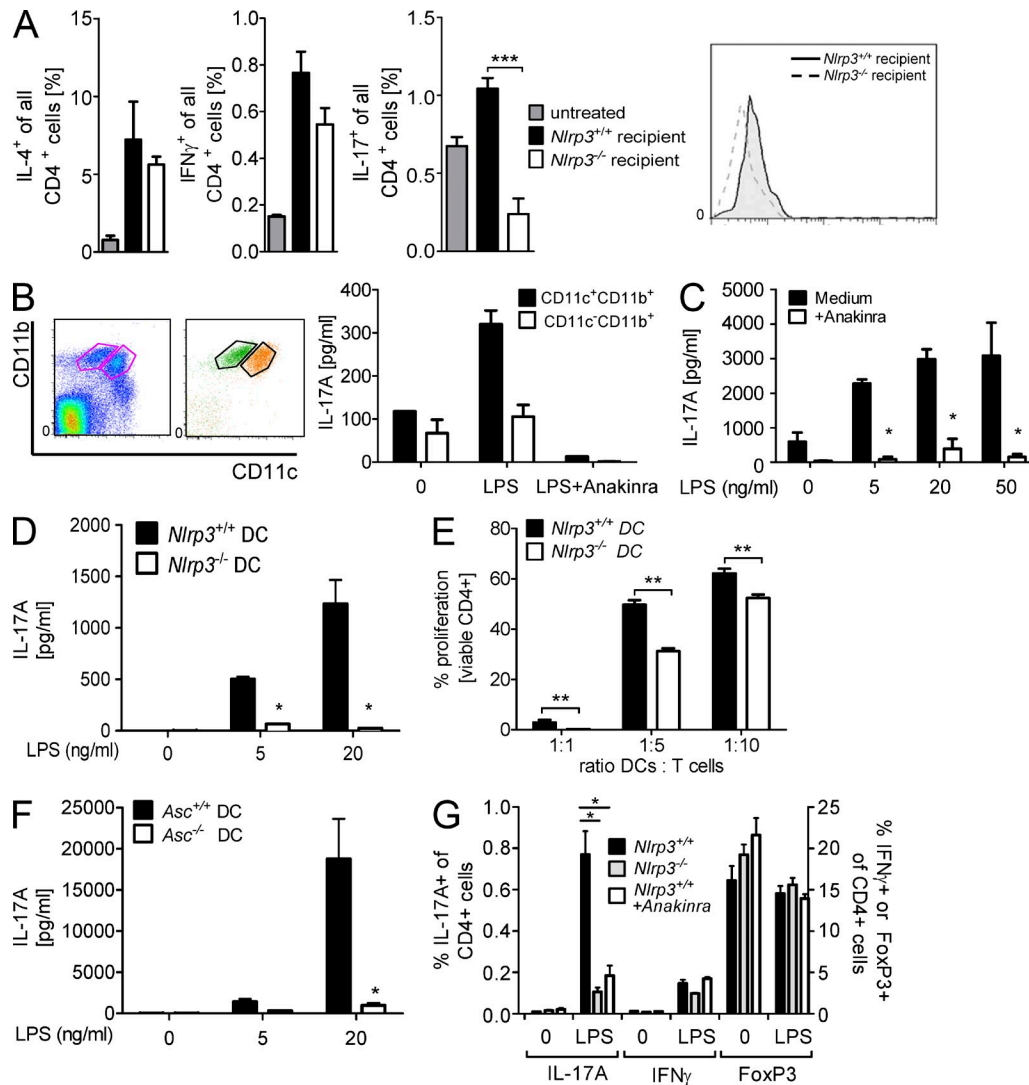 A
IL-4+ of all
CD4+ cells [%]
15
10
5
0
IFNγ+ of all
CD4+ cells [%]
1.0
0.8
0.6
0.4
0.2
0.0
IL-17+ of all
CD4+ cells [%]
1.5
1.0
0.5
0.0
***
untreated
Nlrp3+/+ recipient
Nlrp3-/- recipient
Nlrp3+/+ recipient
Nlrp3-/- recipient
0
B
CD11b
0
0
CD11c
IL-17A [pg/ml]
400
300
200
100
0
CD11c+CD11b+
CD11c-CD11b+
0 LPS LPS+Anakinra
C
IL-17A [pg/ml]
5000
4000
3000
2000
1000
0
Medium
+Anakinra
* * *
LPS (ng/ml) 0 5 20 50
D
IL-17A
[pg/ml]
2000
1500
1000
500
0
Nlrp3+/+ DC
Nlrp3-/- DC
* *
LPS (ng/ml) 0 5 20
E
% proliferation
[viable CD4+]
80
60
40
20
0
Nlrp3+/+ DC
Nlrp3-/- DC
** ** **
1:1 1:5 1:10
ratio DCs : T cells
F
IL-17A
[pg/ml]
25000
20000
15000
10000
5000
0
Asc+/+ DC
Asc-/- DC
*
LPS (ng/ml) 0 5 20
G
% IL-17A+ of
CD4+ cells
1.0
0.8
0.6
0.4
0.2
0.0
*
*
Nlrp3+/+
Nlrp3-/-
Nlrp3+/+
+Anakinra
25
20
15
10
5
0
% IFNγ+ or FoxP3+
of CD4+ cells
0 LPS 0 LPS 0 LPS
IL-17A IFNγ FoxP3